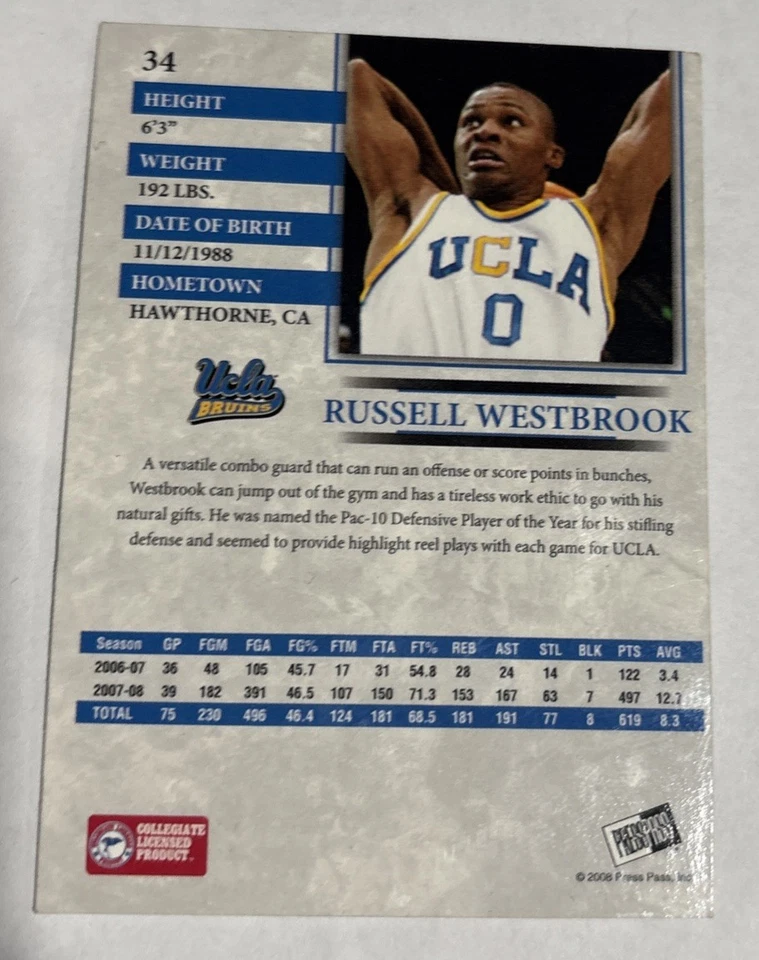 34
HEIGHT
6'3"
WEIGHT
192 LBS.
DATE OF BIRTH
11/12/1988
HOMETOWN
HAWTHORNE, CA
UCLA
0
Ucla
BRUINS
RUSSELL WESTBROOK
A versatile combo guard that can run an offense or score points in bunches,
Westbrook can jump out of the gym and has a tireless work ethic to go with his
natural gifts. He was named the Pac-10 Defensive Player of the Year for his stifling
defense and seemed to provide highlight reel plays with each game for UCLA.
Season GP FGM FGA FG% FTM FTA FT% REB AST STL BLK PTS AVG
2006-07 36 48 105 45.7 17 31 54.8 28 24 14 1 122 3.4
2007-08 39 182 391 46.5 107 150 71.3 153 167 63 7 497 12.7
TOTAL 75 230 496 46.4 124 181 68.5 181 191 77 8 619 8.3
COLLEGIATE
LICENSED
PRODUCT
© 2008 Press Pass, Inc